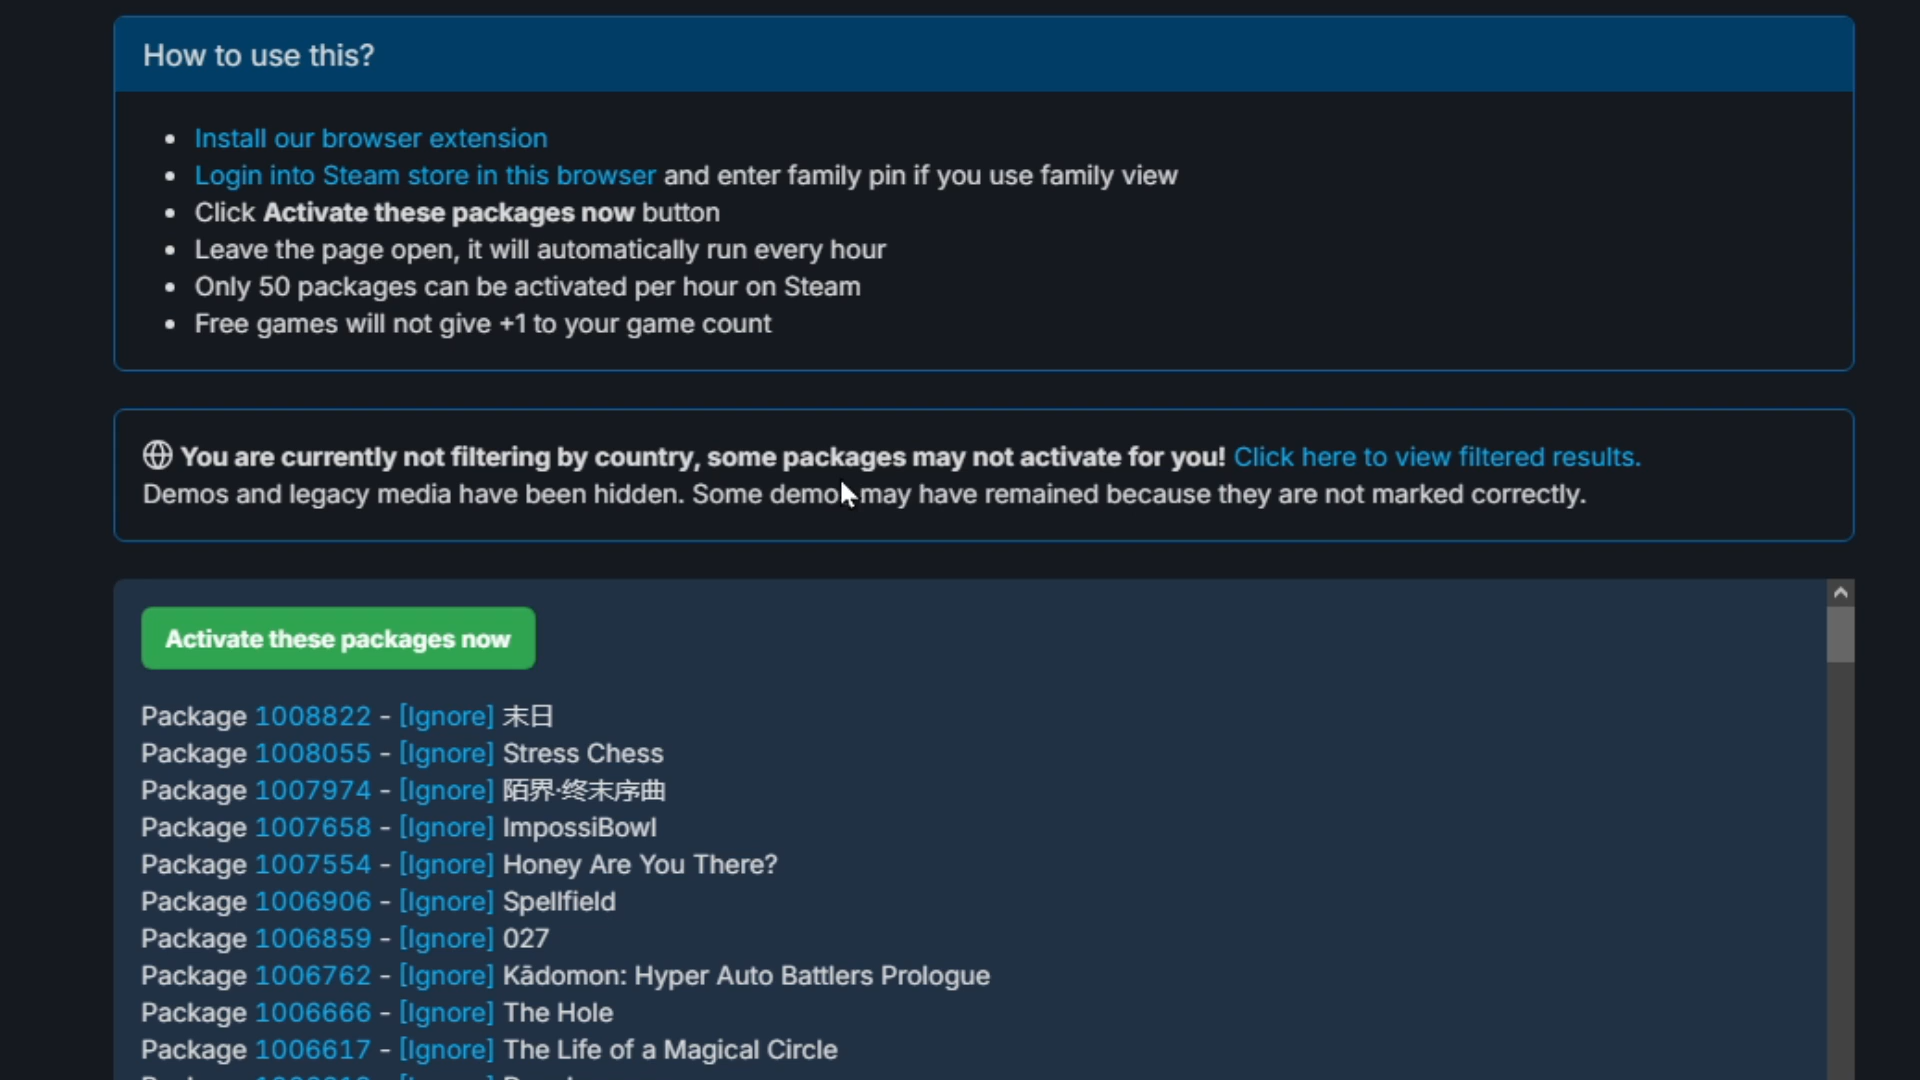 How to use this?
Install our browser extension
Login into Steam store in this browser and enter family pin if you use family view
Click Activate these packages now button
Leave the page open, it will automatically run every hour
Only 50 packages can be activated per hour on Steam
Free games will not give +1 to your game count
You are currently not filtering by country, some packages may not activate for you! Click here to view filtered results.
Demos and legacy media have been hidden. Some demos may have remained because they are not marked correctly.
Activate these packages now
Package 1008822 - [Ignore] 末日
Package 1008055 - [Ignore] Stress Chess
Package 1007974 - [Ignore] 陌界·终末序曲
Package 1007658 - [Ignore] ImpossiBowl
Package 1007554 - [Ignore] Honey Are You There?
Package 1006906 - [Ignore] Spellfield
Package 1006859 - [Ignore] 027
Package 1006762 - [Ignore] Kādomon: Hyper Auto Battlers Prologue
Package 1006666 - [Ignore] The Hole
Package 1006617 - [Ignore] The Life of a Magical Circle